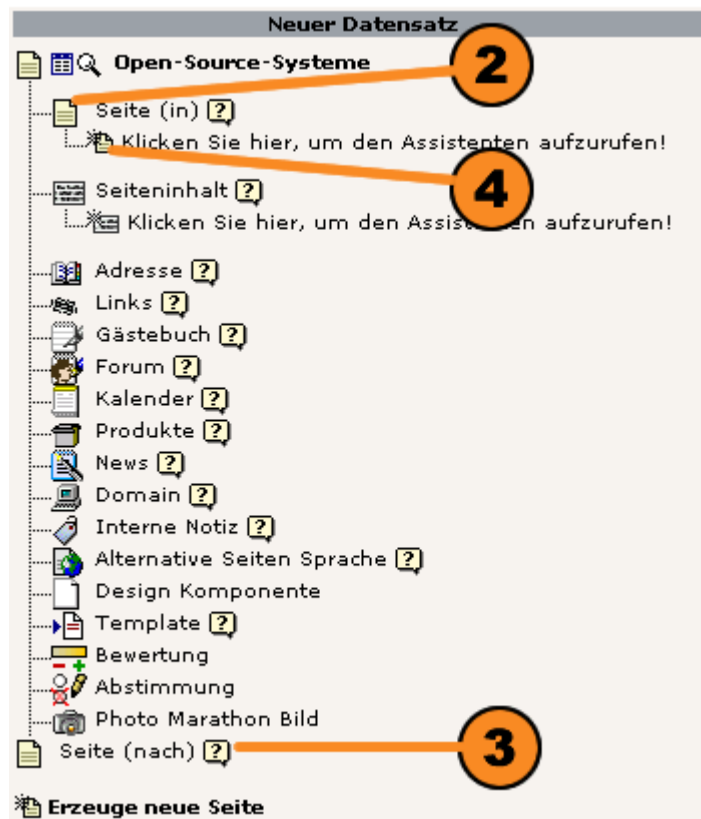 Neuer Datensatz
Open-Source-Systeme
2
Seite (in) ?
Klicken Sie hier, um den Assistenten aufzurufen!
4
Seiteninhalt ?
Klicken Sie hier, um den Assistenten aufzurufen!
Adresse ?
Links ?
Gästebuch ?
Forum ?
Kalender ?
Produkte ?
News ?
Domain ?
Interne Notiz ?
Alternative Seiten Sprache ?
Design Komponente
Template ?
Bewertung
Abstimmung
Photo Marathon Bild
Seite (nach) ?
3
Erzeuge neue Seite